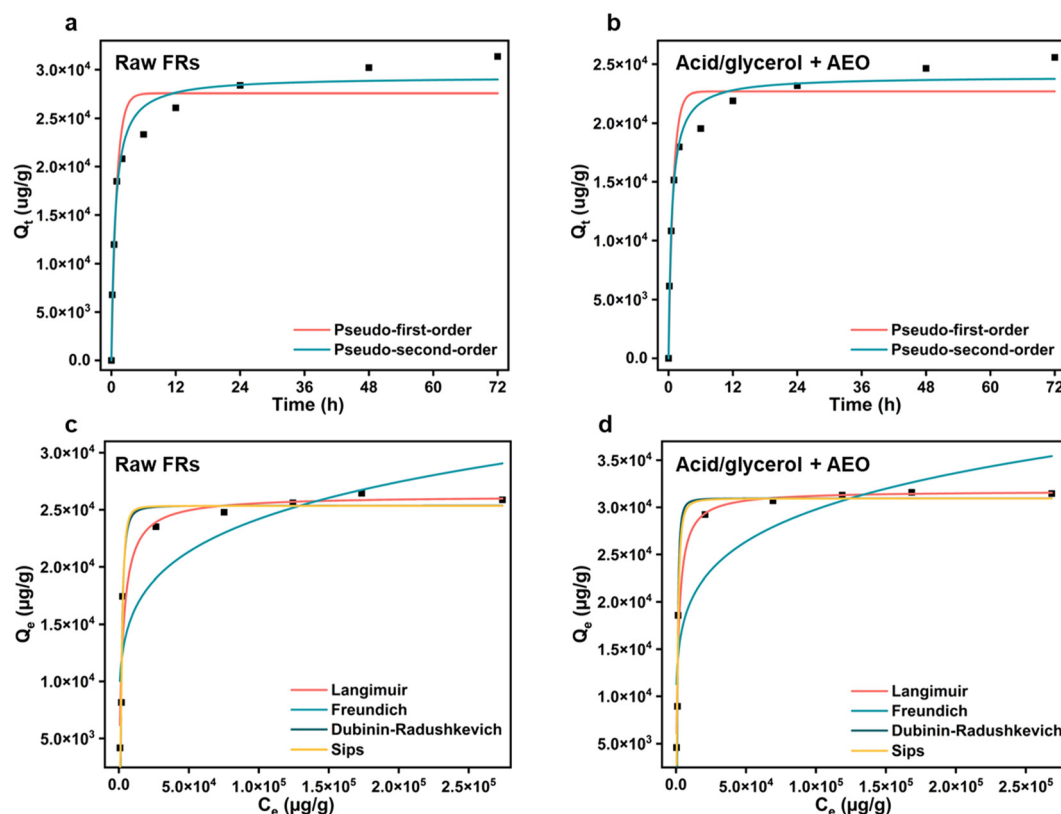 a
Raw FRs
3.0×10⁴
2.5×10⁴
2.0×10⁴
1.5×10⁴
1.0×10⁴
5.0×10³
0.0
Qt (ug/g)
Pseudo-first-order
Pseudo-second-order
0 12 24 36 48 60 72
Time (h)
b
Acid/glycerol + AEO
2.5×10⁴
2.0×10⁴
1.5×10⁴
1.0×10⁴
5.0×10³
0.0
Qt (ug/g)
Pseudo-first-order
Pseudo-second-order
0 12 24 36 48 60 72
Time (h)
c
Raw FRs
3.0×10⁴
2.5×10⁴
2.0×10⁴
1.5×10⁴
1.0×10⁴
5.0×10³
Qe (µg/g)
Langimuir
Freundich
Dubinin-Radushkevich
Sips
0.0 5.0×10⁴ 1.0×10⁵ 1.5×10⁵ 2.0×10⁵ 2.5×10⁵
Ce (µg/g)
d
Acid/glycerol + AEO
3.5×10⁴
3.0×10⁴
2.5×10⁴
2.0×10⁴
1.5×10⁴
1.0×10⁴
5.0×10³
Qe (µg/g)
Langimuir
Freundich
Dubinin-Radushkevich
Sips
0.0 5.0×10⁴ 1.0×10⁵ 1.5×10⁵ 2.0×10⁵ 2.5×10⁵
Ce (µg/g)